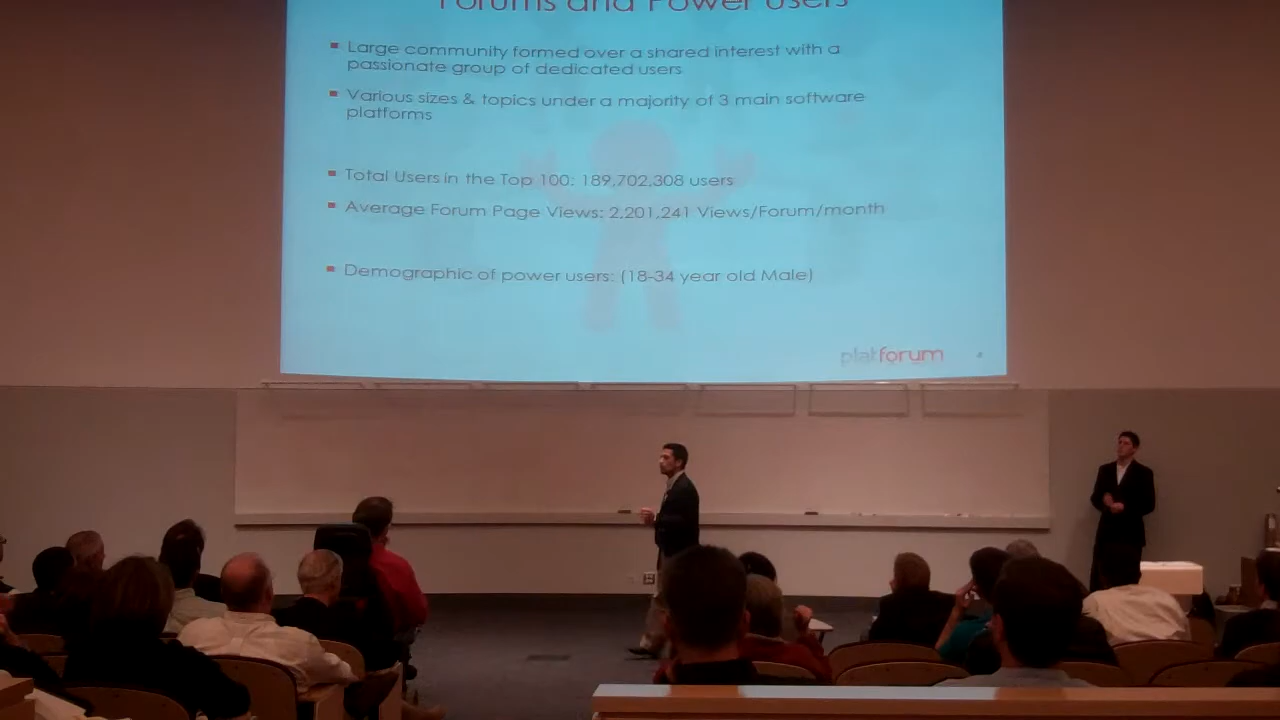 Forums and Power Users
Large community formed over a shared interest with a
passionate group of dedicated users
Various sizes & topics under a majority of 3 main software
platforms
Total Users in the Top 100: 189,702,308 users
Average Forum Page Views: 2,201,241 Views/Forum/month
Demographic of power users: (18-34 year old Male)
platforum